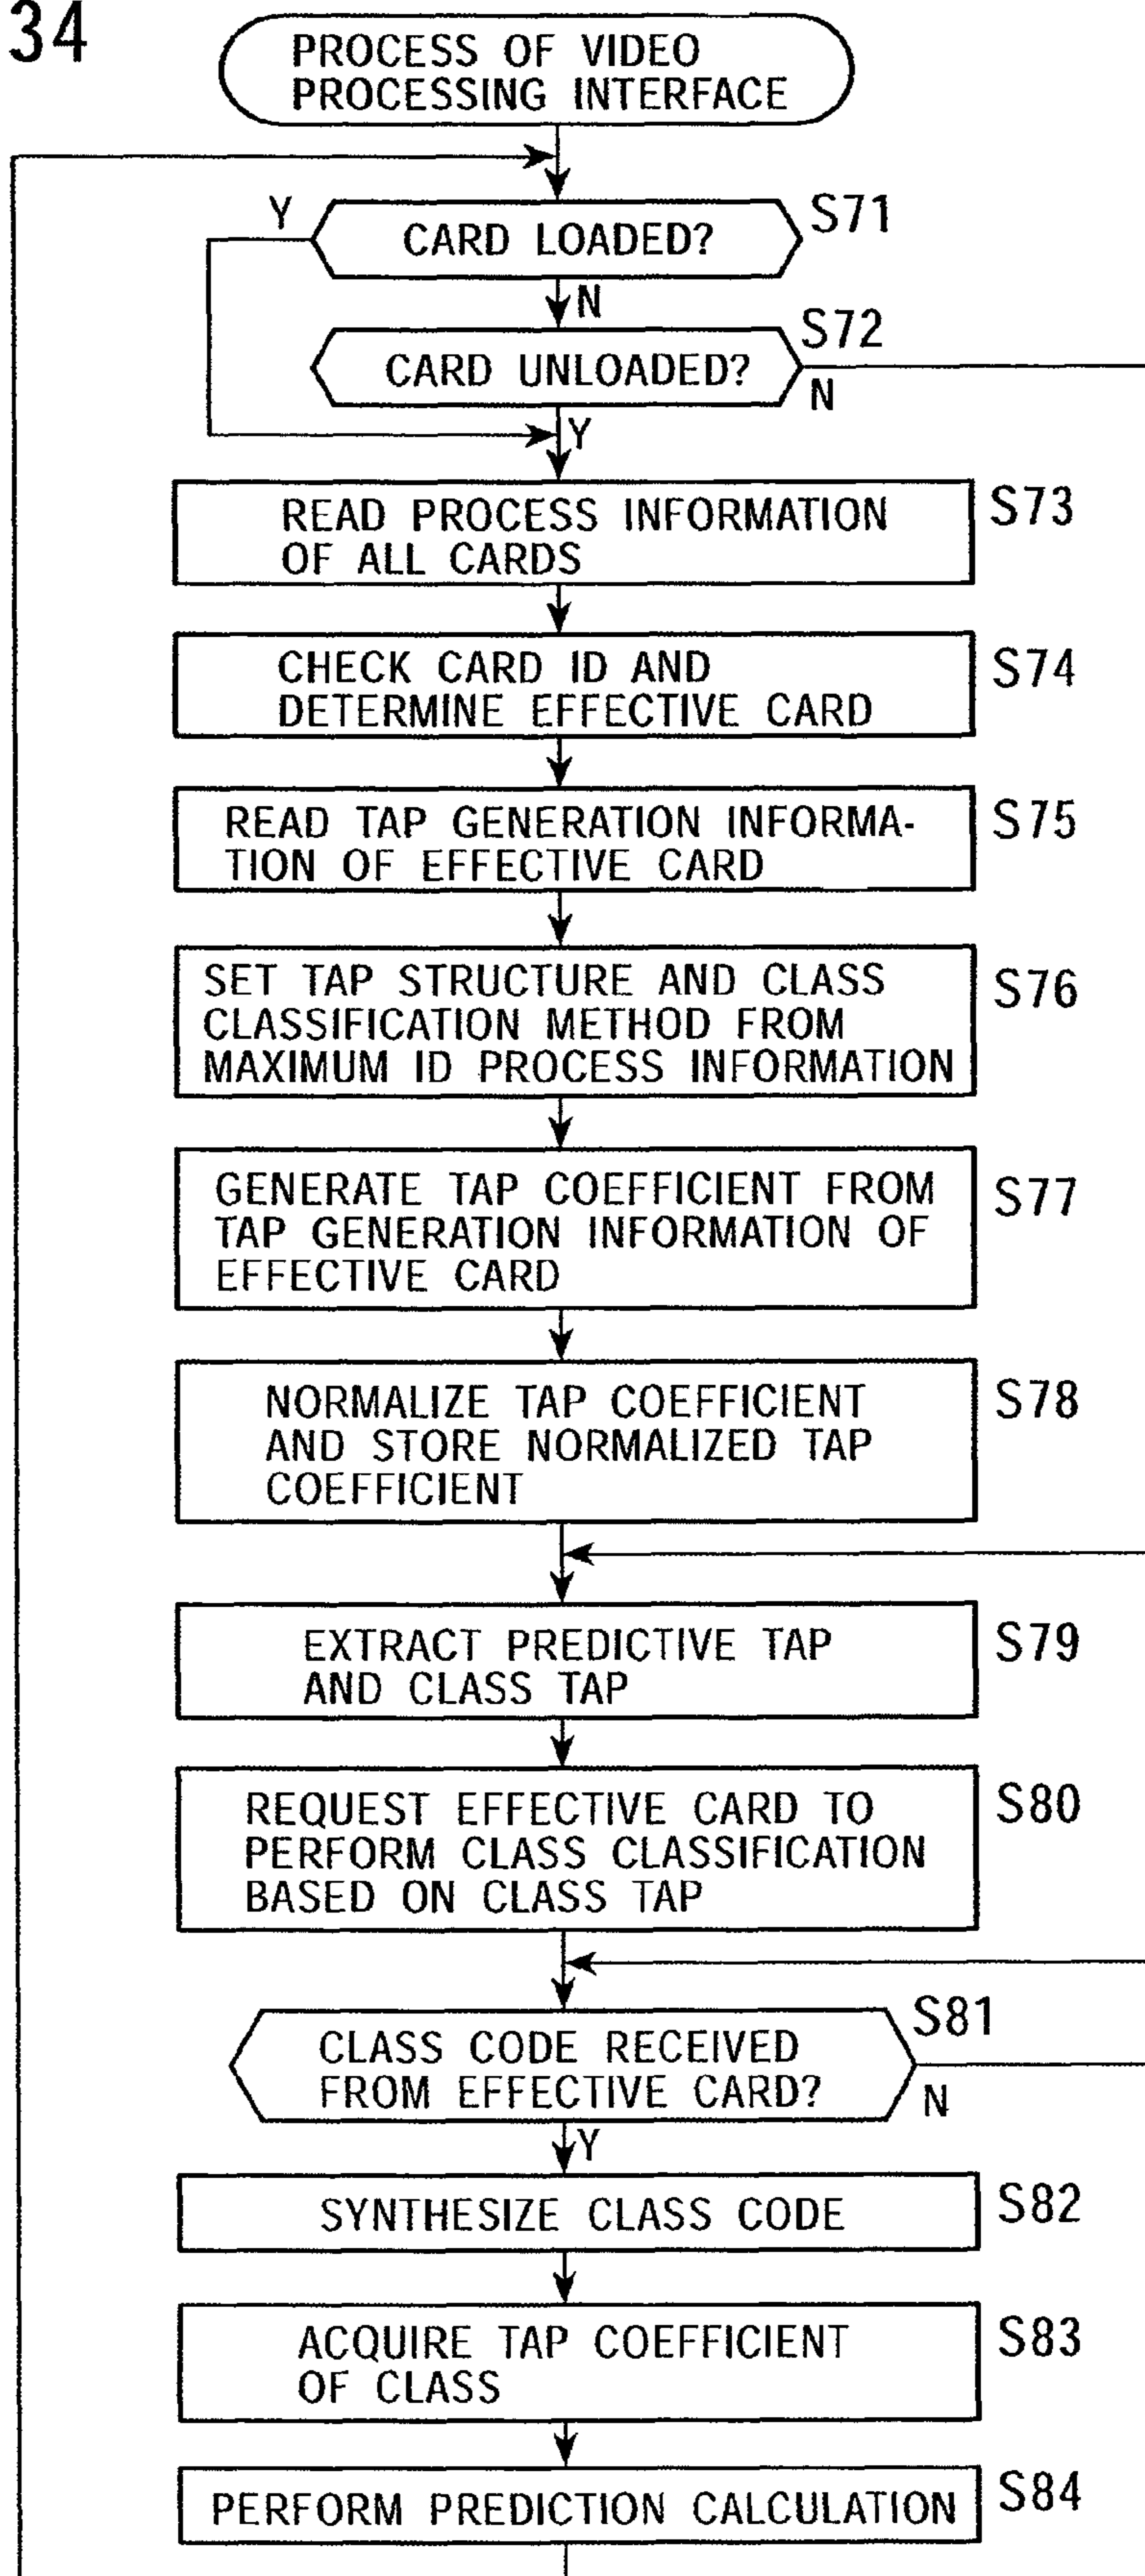 34
PROCESS OF VIDEO
PROCESSING INTERFACE
Y
CARD LOADED?
S71
N
CARD UNLOADED?
S72
N
Y
READ PROCESS INFORMATION
OF ALL CARDS
S73
CHECK CARD ID AND
DETERMINE EFFECTIVE CARD
S74
READ TAP GENERATION INFORMA-
TION OF EFFECTIVE CARD
S75
SET TAP STRUCTURE AND CLASS
CLASSIFICATION METHOD FROM
MAXIMUM ID PROCESS INFORMATION
S76
GENERATE TAP COEFFICIENT FROM
TAP GENERATION INFORMATION OF
EFFECTIVE CARD
S77
NORMALIZE TAP COEFFICIENT
AND STORE NORMALIZED TAP
COEFFICIENT
S78
EXTRACT PREDICTIVE TAP
AND CLASS TAP
S79
REQUEST EFFECTIVE CARD TO
PERFORM CLASS CLASSIFICATION
BASED ON CLASS TAP
S80
CLASS CODE RECEIVED
FROM EFFECTIVE CARD?
S81
N
Y
SYNTHESIZE CLASS CODE
S82
ACQUIRE TAP COEFFICIENT
OF CLASS
S83
PERFORM PREDICTION CALCULATION
S84